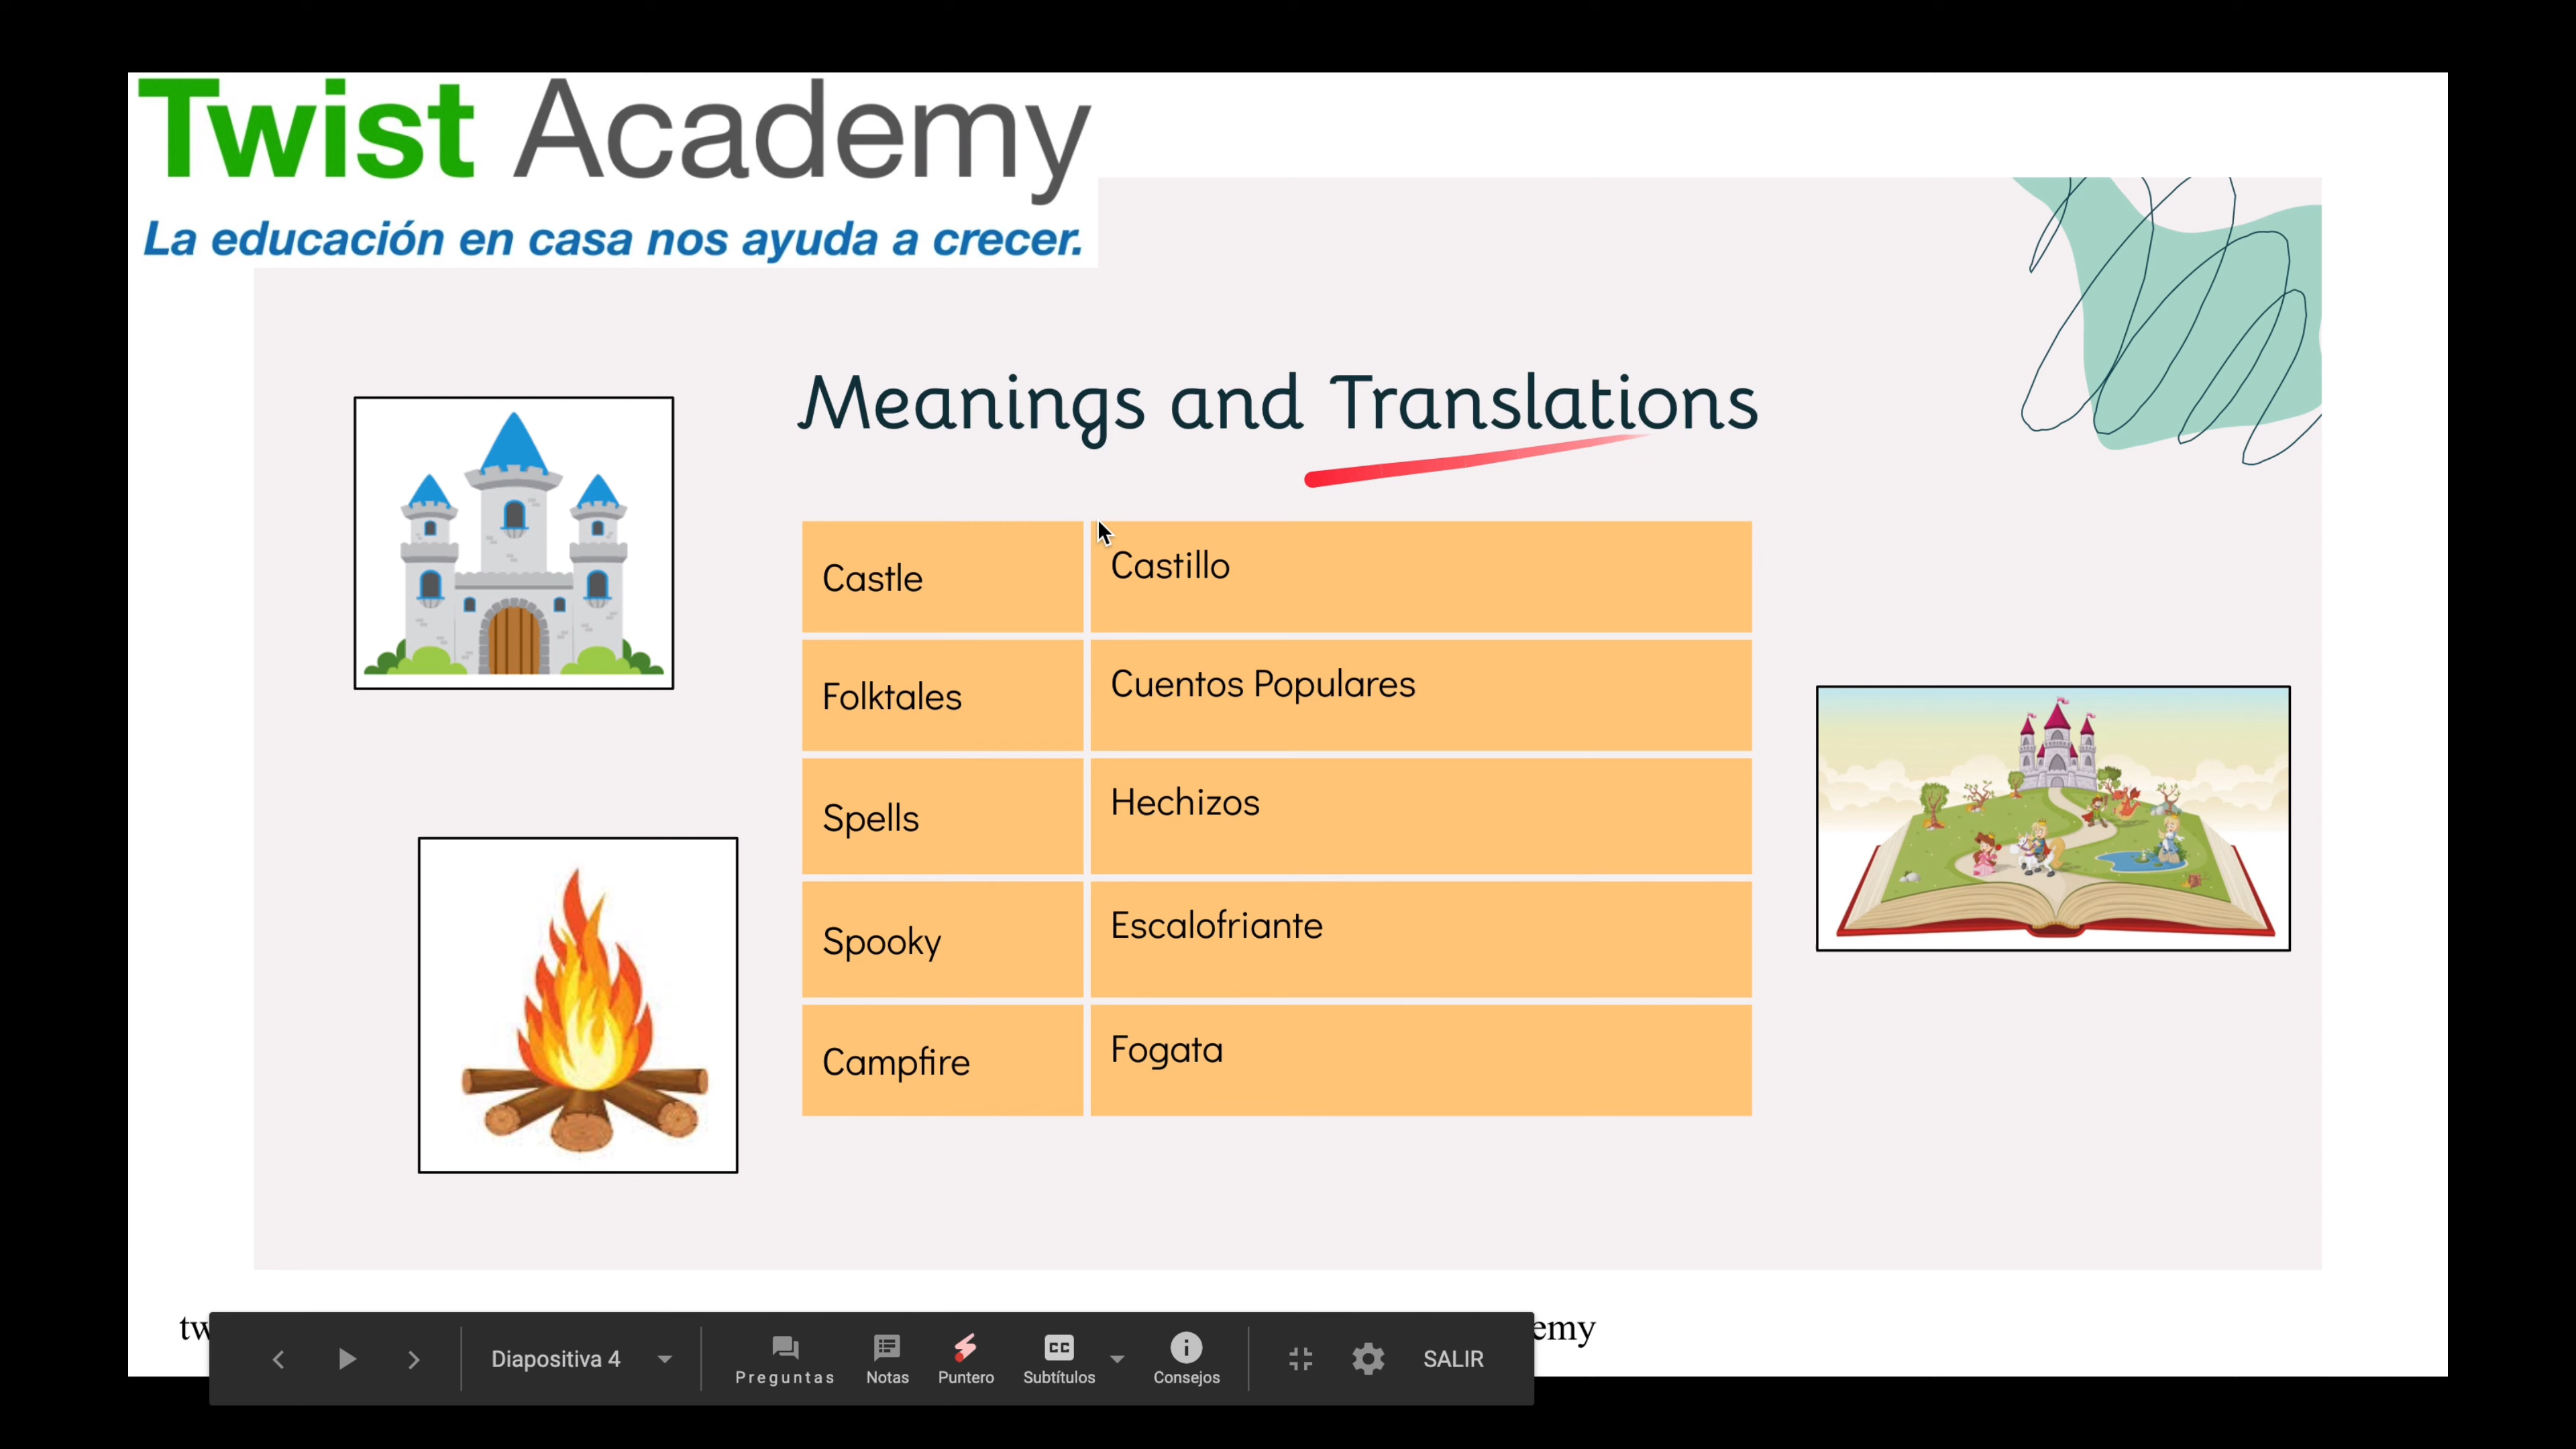 Twist Academy
La educación en casa nos ayuda a crecer.
Meanings and Translations
Castle Castillo
Folktales Cuentos Populares
Spells Hechizos
Spooky Escalofriante
Campfire Fogata
Diapositiva 4
Preguntas Notas Puntero Subtítulos Consejos
SALIR